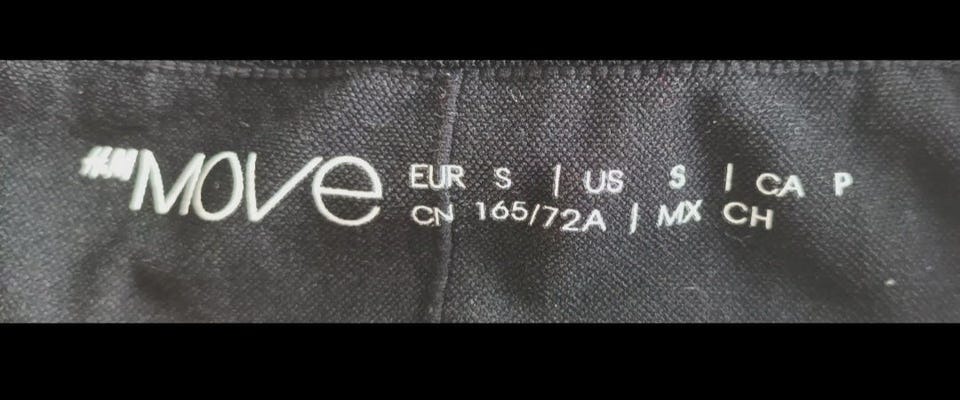 H&M MOVE
EUR S | US S | CA P
CN 165/72A | MX CH